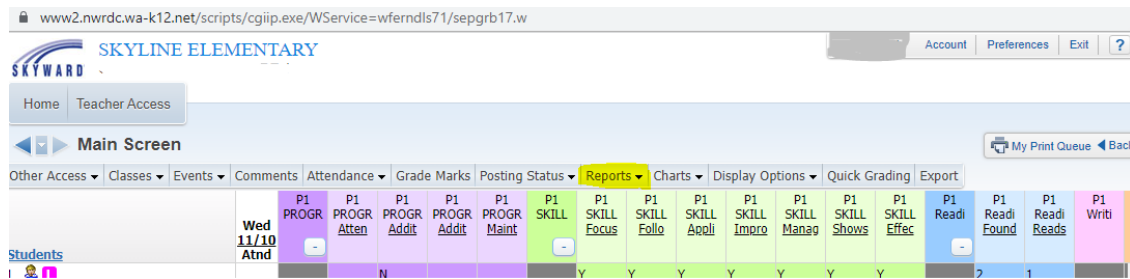 www2.nwrdc.wa-k12.net/scripts/cgiip.exe/WService=wferndls71/sepgrb17.w
SKYWARD
SKYLINE ELEMENTARY
Account Preferences Exit ?
Home Teacher Access
Main Screen
My Print Queue Back
Other Access Classes Events Comments Attendance Grade Marks Posting Status Reports Charts Display Options Quick Grading Export
P1 P1 P1 P1 P1 P1 P1 P1 P1 P1 P1 P1 P1 P1 P1 P1 P1
PROGR PROGR PROGR PROGR PROGR SKILL SKILL SKILL SKILL SKILL SKILL SKILL SKILL Readi Readi Readi Writi
Wed Atten Addit Addit Maint Focus Follo Appli Impro Manag Shows Effec Found Reads
11/10 - - -
Students Atnd
L N Y Y Y Y Y Y Y 2 1